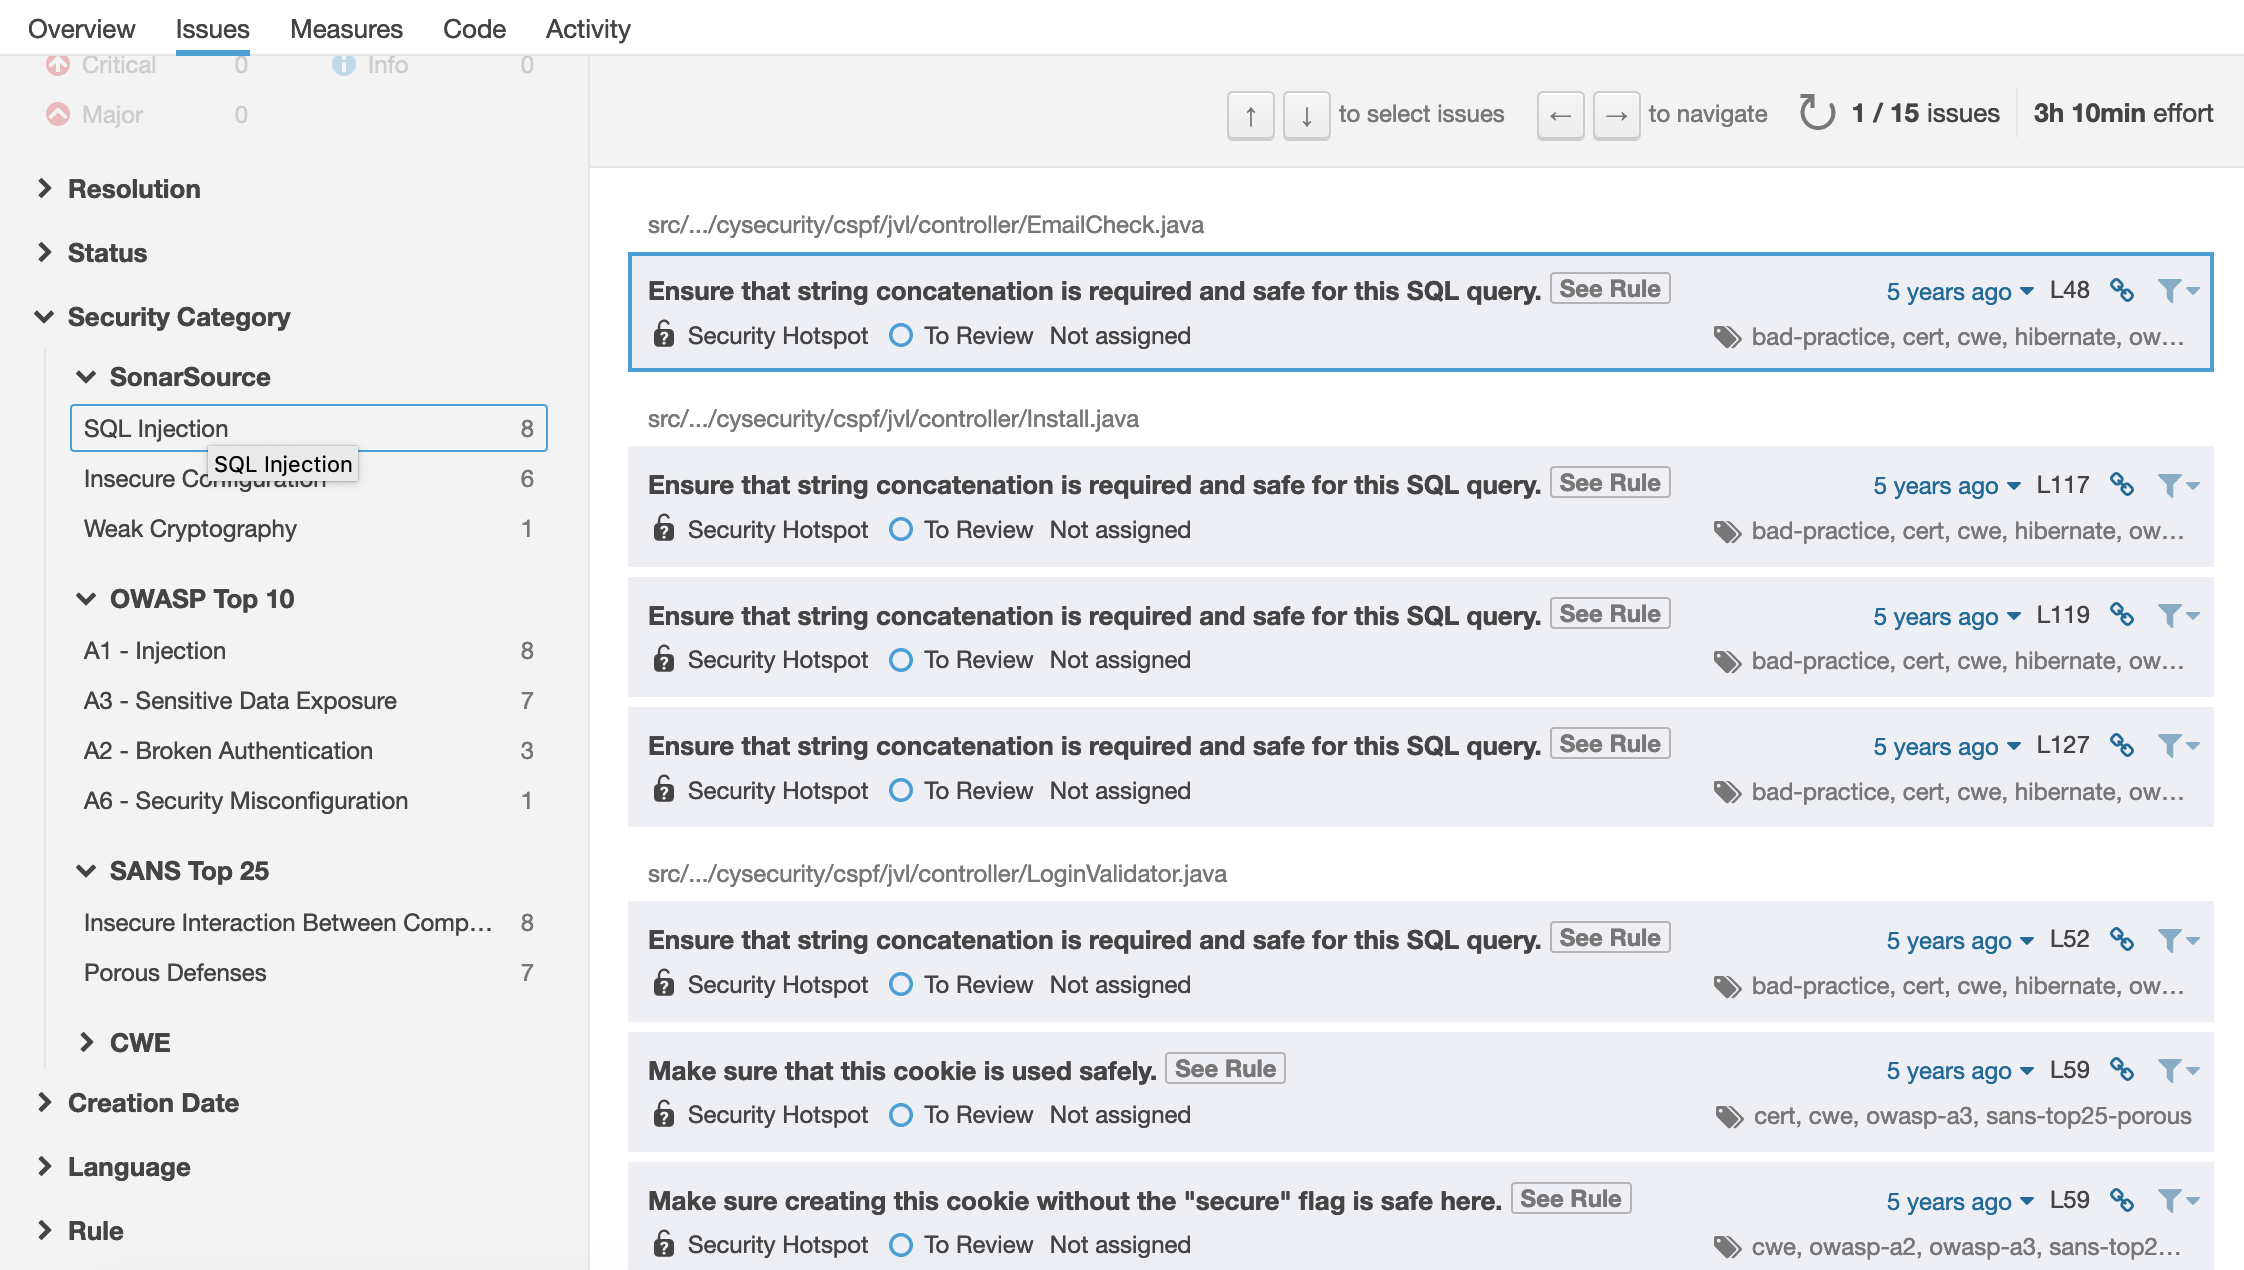 Overview Issues Measures Code Activity
Critical 0 Info 0
Major 0
Resolution
Status
Security Category
SonarSource
SQL Injection 8
SQL Injection
Insecure Configuration 6
Weak Cryptography 1
OWASP Top 10
A1 - Injection 8
A3 - Sensitive Data Exposure 7
A2 - Broken Authentication 3
A6 - Security Misconfiguration 1
SANS Top 25
Insecure Interaction Between Comp... 8
Porous Defenses 7
CWE
Creation Date
Language
Rule
↑ ↓ to select issues ← → to navigate 1 / 15 issues 3h 10min effort
src/.../cysecurity/cspf/jvl/controller/EmailCheck.java
Ensure that string concatenation is required and safe for this SQL query. See Rule 5 years ago L48
Security Hotspot To Review Not assigned bad-practice, cert, cwe, hibernate, ow...
src/.../cysecurity/cspf/jvl/controller/Install.java
Ensure that string concatenation is required and safe for this SQL query. See Rule 5 years ago L117
Security Hotspot To Review Not assigned bad-practice, cert, cwe, hibernate, ow...
Ensure that string concatenation is required and safe for this SQL query. See Rule 5 years ago L119
Security Hotspot To Review Not assigned bad-practice, cert, cwe, hibernate, ow...
Ensure that string concatenation is required and safe for this SQL query. See Rule 5 years ago L127
Security Hotspot To Review Not assigned bad-practice, cert, cwe, hibernate, ow...
src/.../cysecurity/cspf/jvl/controller/LoginValidator.java
Ensure that string concatenation is required and safe for this SQL query. See Rule 5 years ago L52
Security Hotspot To Review Not assigned bad-practice, cert, cwe, hibernate, ow...
Make sure that this cookie is used safely. See Rule 5 years ago L59
Security Hotspot To Review Not assigned cert, cwe, owasp-a3, sans-top25-porous
Make sure creating this cookie without the "secure" flag is safe here. See Rule 5 years ago L59
Security Hotspot To Review Not assigned cwe, owasp-a2, owasp-a3, sans-top2...